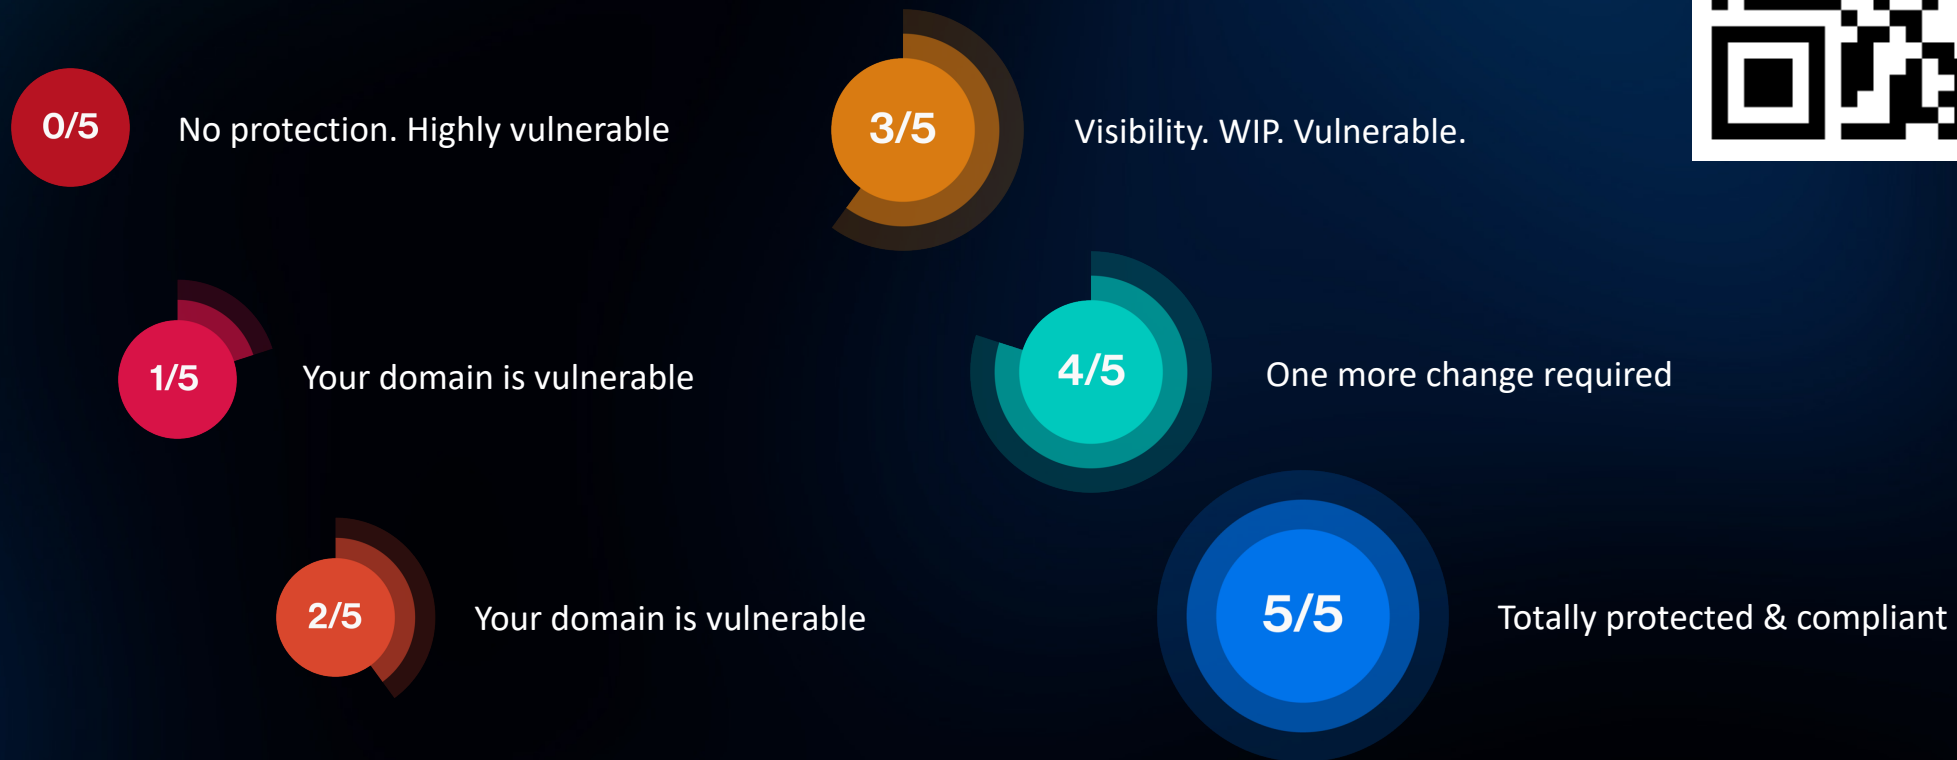 0/5
No protection. Highly vulnerable
1/5
Your domain is vulnerable
2/5
Your domain is vulnerable
3/5
Visibility. WIP. Vulnerable.
4/5
One more change required
5/5
Totally protected & compliant